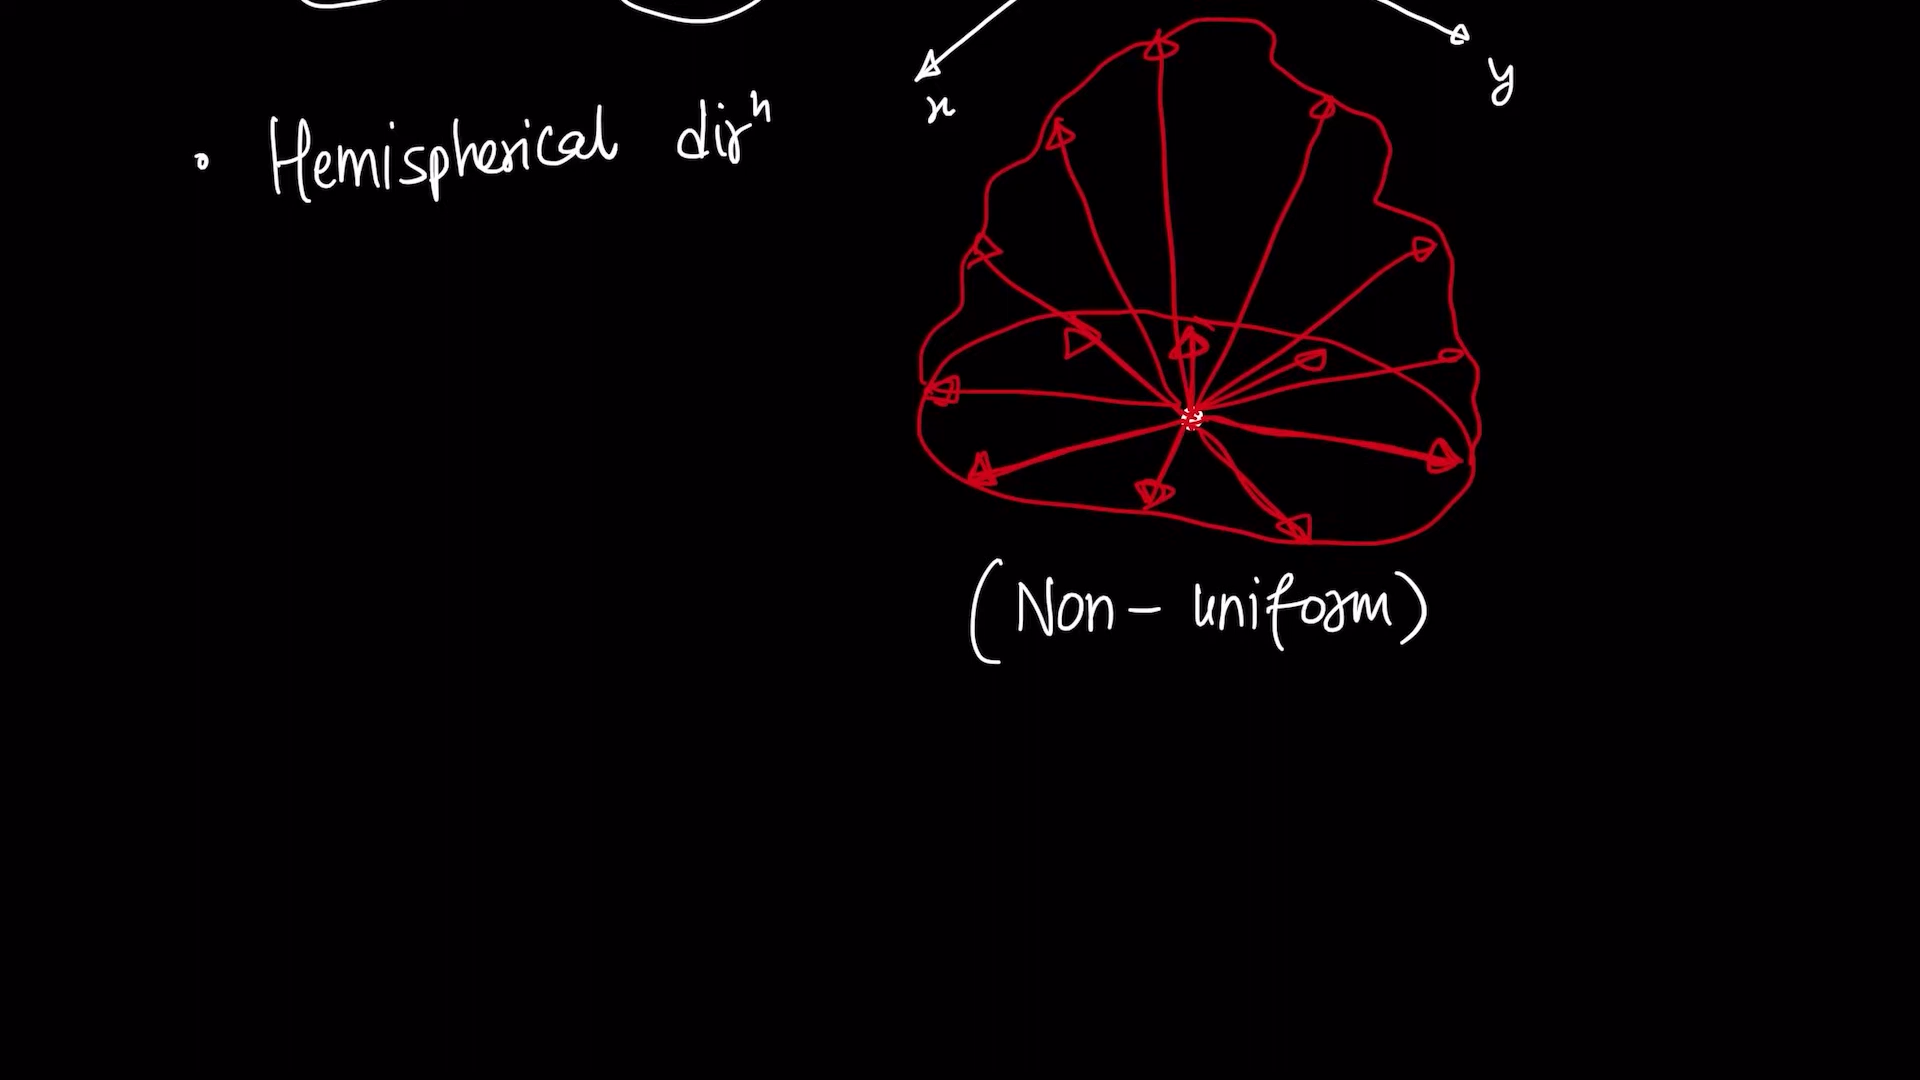 x
y
• Hemispherical dirⁿ
(Non-uniform)